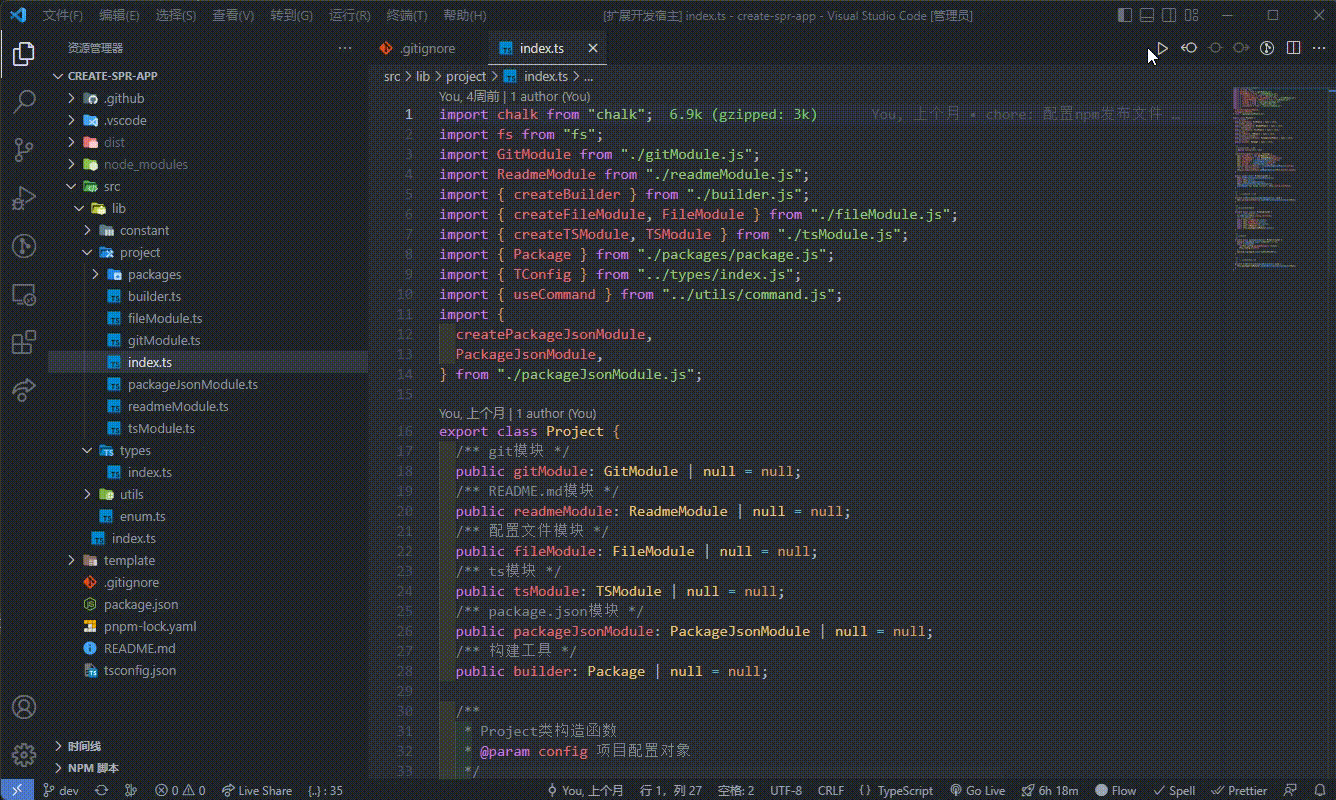 文件(F) 编辑(E) 选择(S) 查看(V) 转到(G) 运行(R) 终端(T) 帮助(H) [扩展开发宿主] index.ts - create-spr-app - Visual Studio Code [管理员]
资源管理器
CREATE-SPR-APP
.github
.vscode
dist
node_modules
src
lib
constant
project
packages
builder.ts
fileModule.ts
gitModule.ts
index.ts
packageJsonModule.ts
readmeModule.ts
tsModule.ts
types
index.ts
utils
enum.ts
index.ts
template
.gitignore
package.json
pnpm-lock.yaml
README.md
tsconfig.json
时间线
NPM 脚本
.gitignore index.ts
src > lib > project > index.ts > ...
You, 4周前 | 1 author (You)
1 import chalk from "chalk"; 6.9k (gzipped: 3k) You, 上个月 • chore: 配置npm发布文件 …
2 import fs from "fs";
3 import GitModule from "./gitModule.js";
4 import ReadmeModule from "./readmeModule.js";
5 import { createBuilder } from "./builder.js";
6 import { createFileModule, FileModule } from "./fileModule.js";
7 import { createTSModule, TSModule } from "./tsModule.js";
8 import { Package } from "./packages/package.js";
9 import { TConfig } from "../types/index.js";
10 import { useCommand } from "../utils/command.js";
11 import {
12 createPackageJsonModule,
13 PackageJsonModule,
14 } from "./packageJsonModule.js";
15
You, 上个月 | 1 author (You)
16 export class Project {
17 /** git模块 */
18 public gitModule: GitModule | null = null;
19 /** README.md模块 */
20 public readmeModule: ReadmeModule | null = null;
21 /** 配置文件模块 */
22 public fileModule: FileModule | null = null;
23 /** ts模块 */
24 public tsModule: TSModule | null = null;
25 /** package.json模块 */
26 public packageJsonModule: PackageJsonModule | null = null;
27 /** 构建工具 */
28 public builder: Package | null = null;
29
30 /**
31 * Project类构造函数
32 * @param config 项目配置对象
33 */
dev 0 0 Live Share {..} : 35 You, 上个月 行 1, 列 27 空格: 2 UTF-8 CRLF {} TypeScript Go Live 6h 18m Flow Spell Prettier